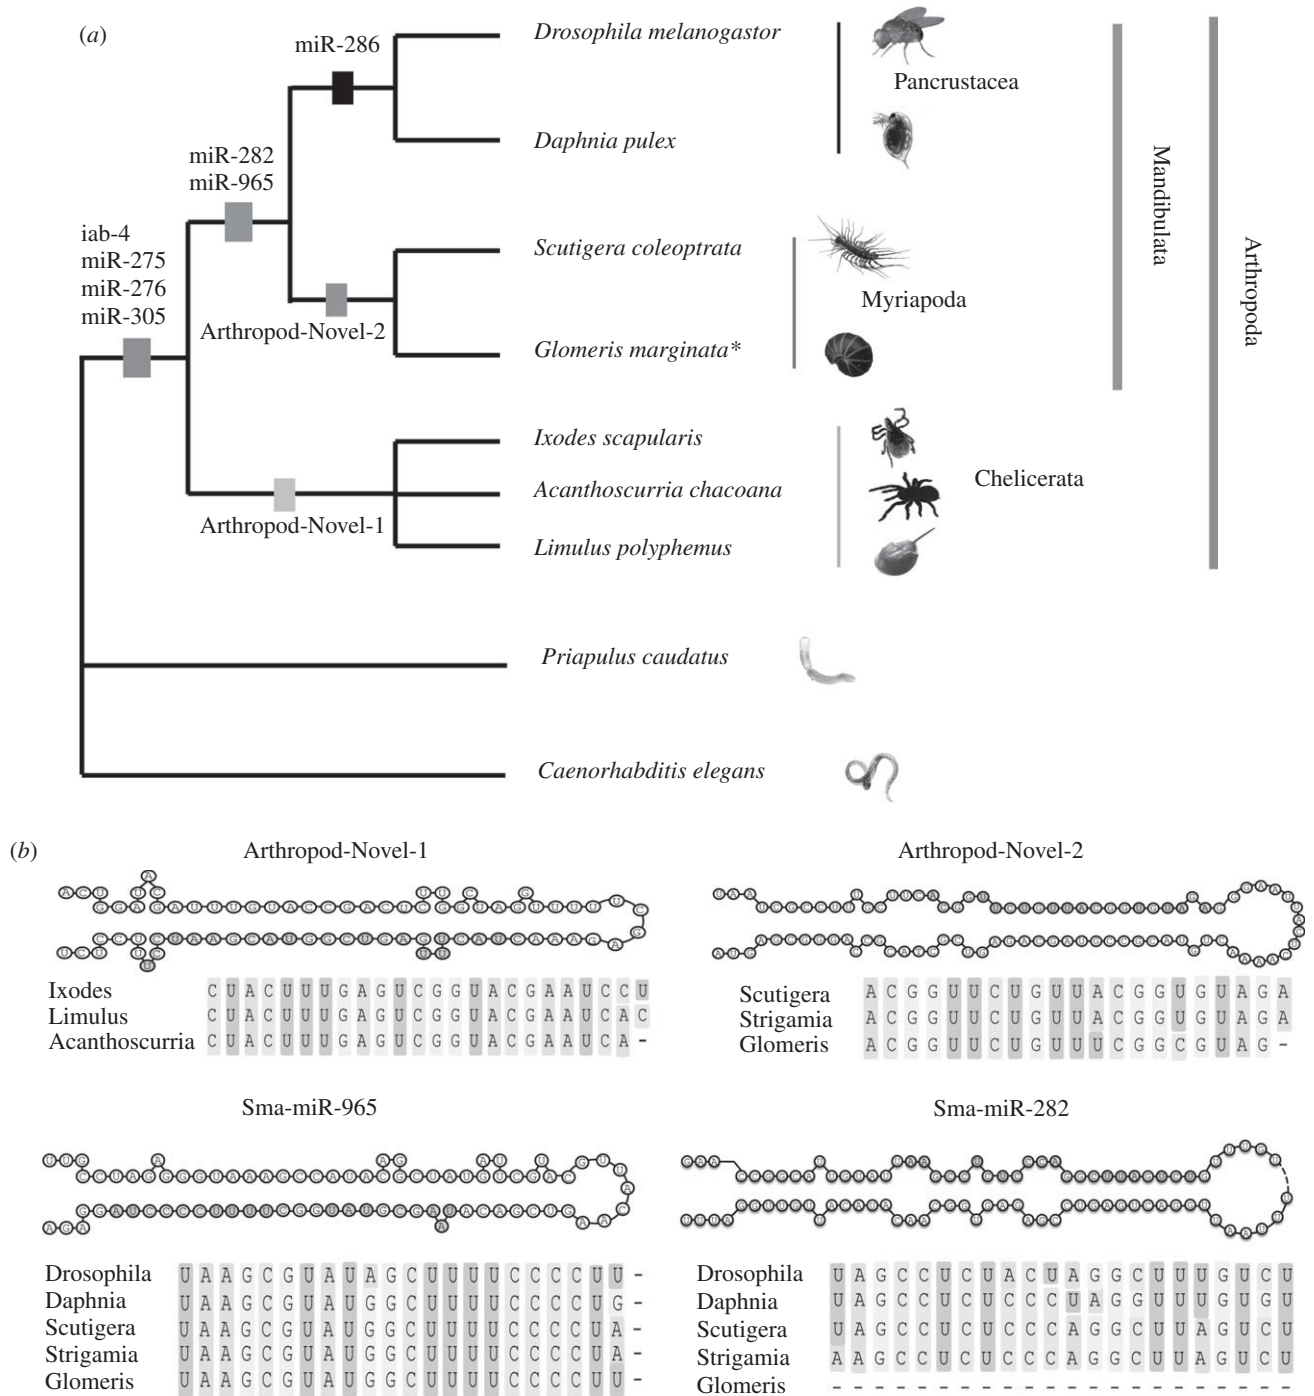 (a)
miR-286
Drosophila melanogastor
Pancrustacea
Daphnia pulex
miR-282
miR-965
Mandibulata
iab-4
miR-275
miR-276
miR-305
Scutigera coleoptrata
Myriapoda
Arthropoda
Arthropod-Novel-2
Glomeris marginata*
Ixodes scapularis
Chelicerata
Acanthoscurria chacoana
Arthropod-Novel-1
Limulus polyphemus
Priapulus caudatus
Caenorhabditis elegans
(b)
Arthropod-Novel-1
Ixodes C U A C U U U G A G U C G G U A C G A A U C C U
Limulus C U A C U U U G A G U C G G U A C G A A U C A C
Acanthoscurria C U A C U U U G A G U C G G U A C G A A U C A -
Arthropod-Novel-2
Scutigera A C G G U U C U G U U A C G G U G U A G A
Strigamia A C G G U U C U G U U A C G G U G U A G A
Glomeris A C G G U U C U G U U U C G G C G U A G -
Sma-miR-965
Drosophila U A A G C G U A U A G C U U U U C C C C U U -
Daphnia U A A G C G U A U G G C U U U U C C C C U G -
Scutigera U A A G C G U A U G G C U U U U C C C C U A -
Strigamia U A A G C G U A U G G C U U U U C C C C U A -
Glomeris U A A G C G U A U G G C U U U U C C C C U U -
Sma-miR-282
Drosophila U A G C C U C U A C U A G G C U U U G U C U
Daphnia U A G C C U C U C C C U A G G U U U G U G U
Scutigera U A G C C U C U C C C A G G C U U A G U C U
Strigamia A A G C C U C U C C C A G G C U U A G U C U
Glomeris - - - - - - - - - - - - - - - - - - - - - -